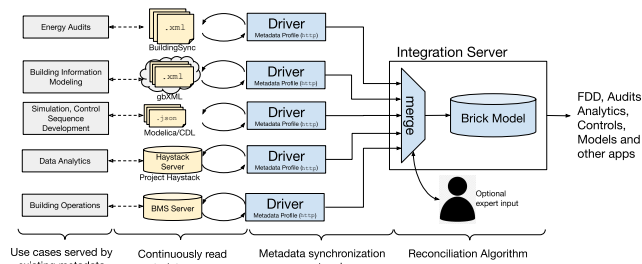 Energy Audits
.xml
BuildingSync
Driver
Metadata Profile (http)
Building Information
Modeling
.xml
gbXML
Driver
Metadata Profile (http)
Simulation, Control
Sequence
Development
.json
Modelica/CDL
Driver
Metadata Profile (http)
Data Analytics
Haystack
Server
Project Haystack
Driver
Metadata Profile (http)
Building Operations
BMS Server
Driver
Metadata Profile (http)
Integration Server
merge
Brick Model
Optional
expert input
FDD, Audits
Analytics,
Controls,
Models and
other apps
Use cases served by
existing metadata
Continuously read
Metadata synchronization
Reconciliation Algorithm